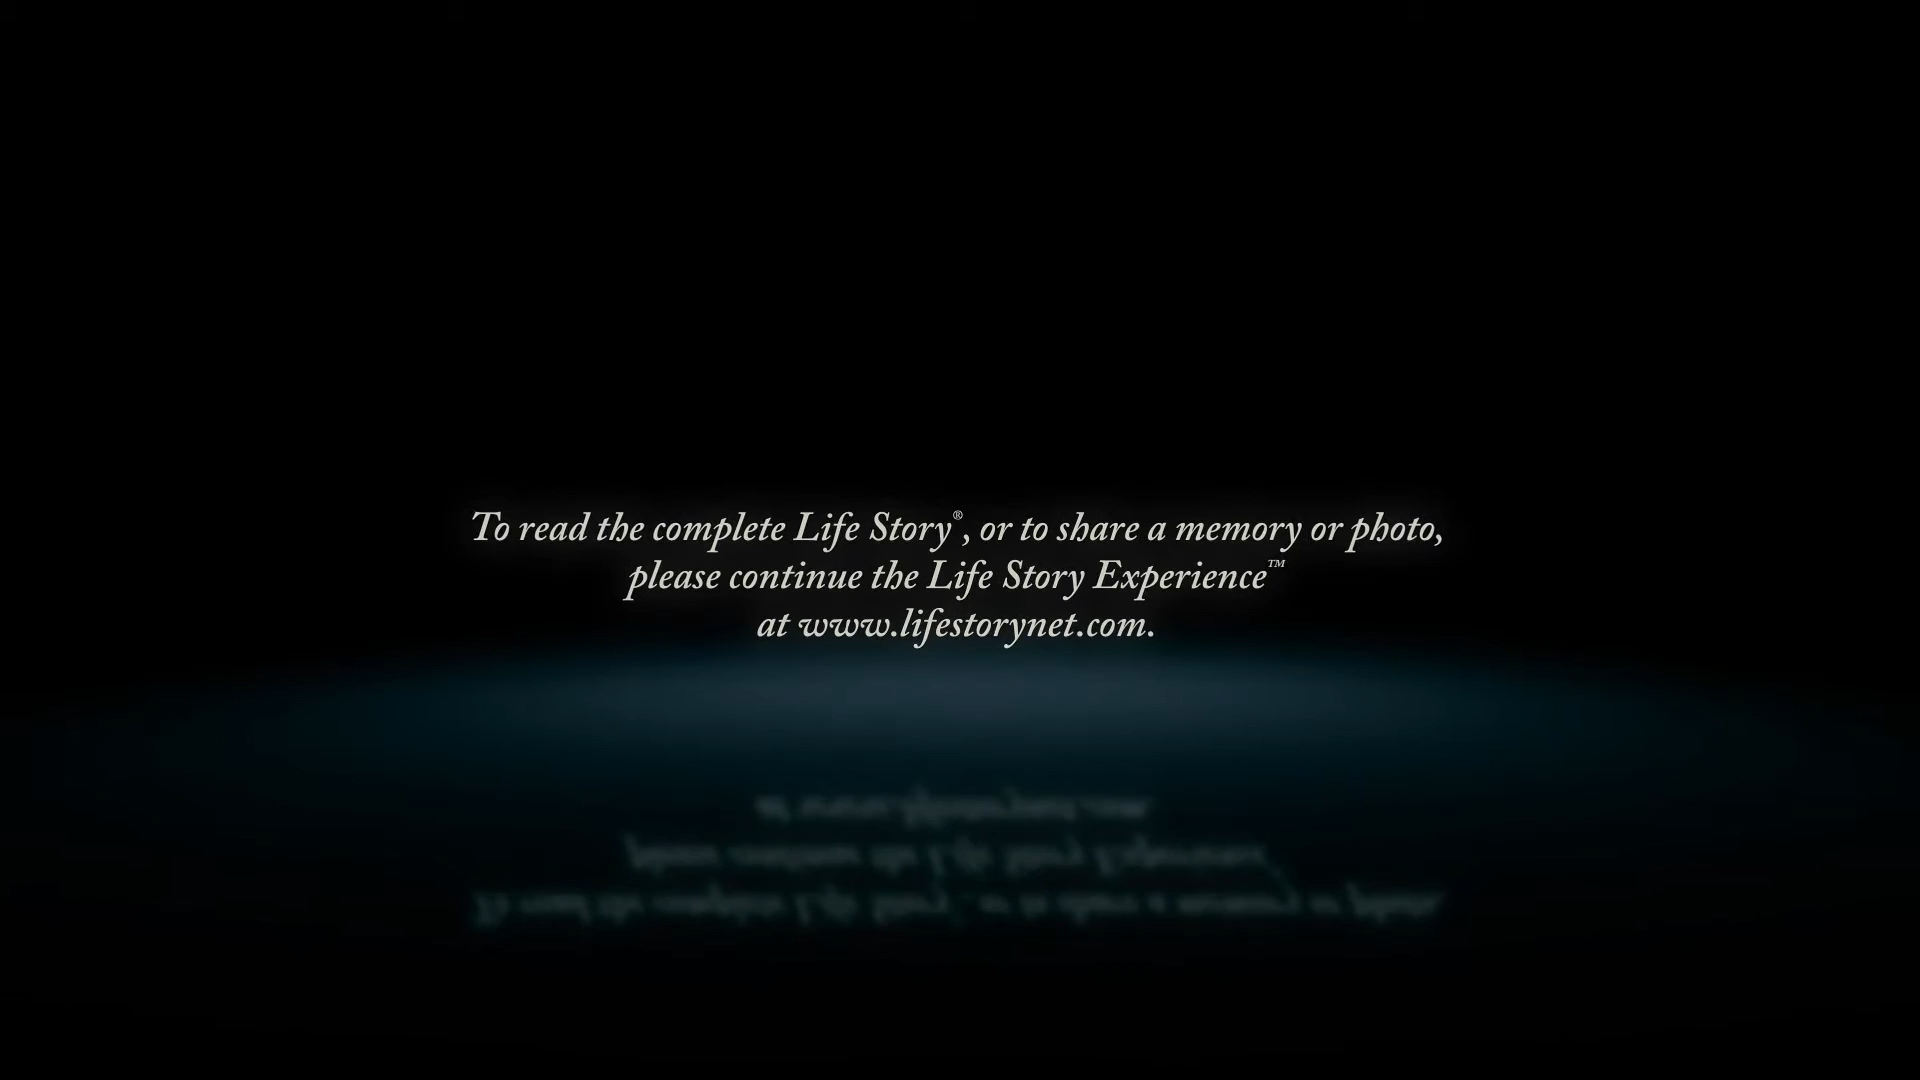 To read the complete Life Story®, or to share a memory or photo,
please continue the Life Story Experience™
at www.lifestorynet.com.